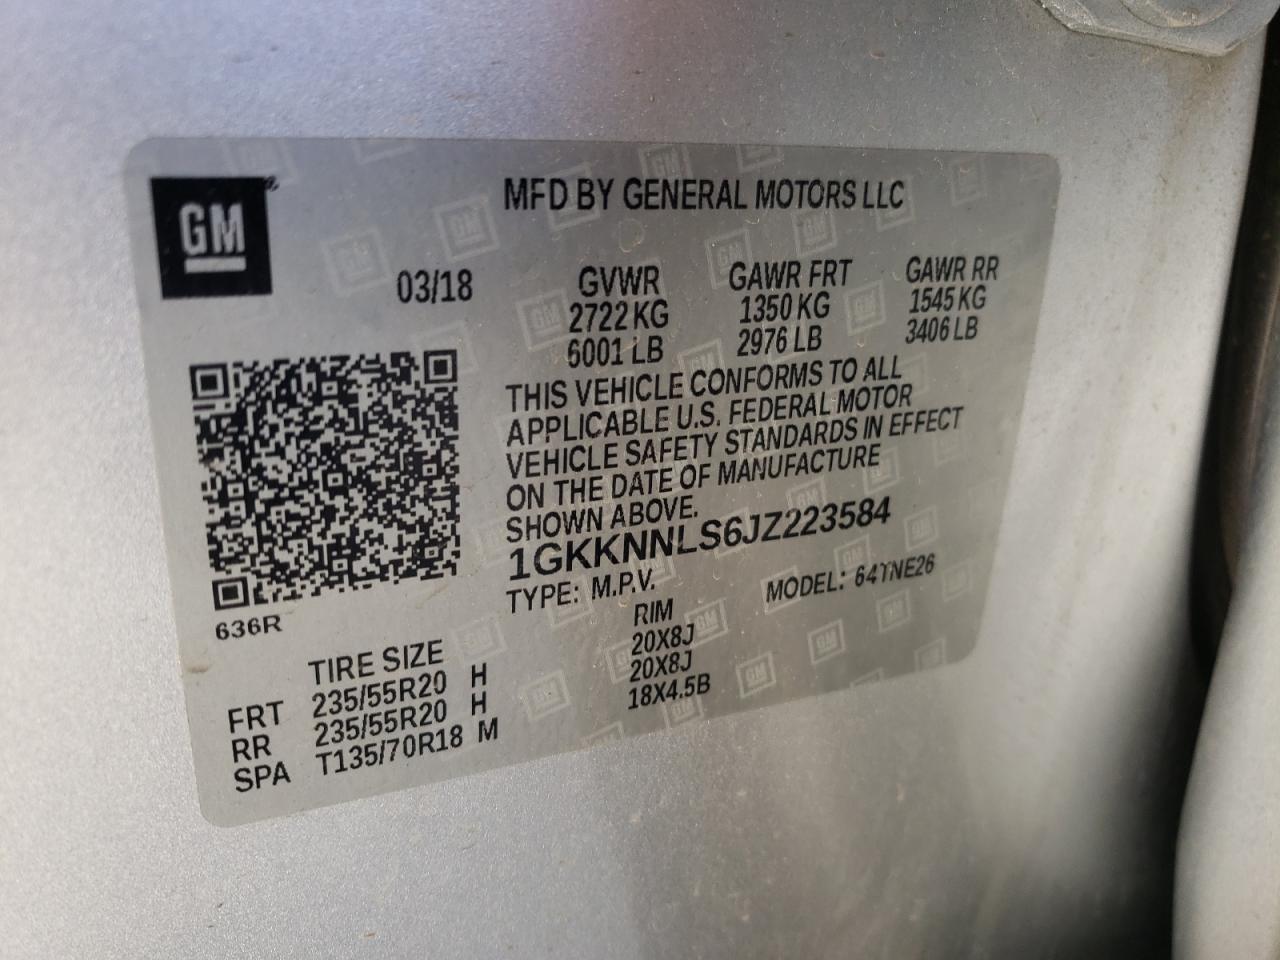 GM
MFD BY GENERAL MOTORS LLC
03/18
GVWR GAWR FRT GAWR RR
2722 KG 1350 KG 1545 KG
6001 LB 2976 LB 3406 LB
THIS VEHICLE CONFORMS TO ALL
APPLICABLE U.S. FEDERAL MOTOR
VEHICLE SAFETY STANDARDS IN EFFECT
ON THE DATE OF MANUFACTURE
SHOWN ABOVE.
1GKKNNLS6JZ223584
TYPE: M.P.V. MODEL:
636R
TIRE SIZE RIM
FRT 235/55R20 H 20X8J
RR 235/55R20 H 20X8J
SPA T135/70R18 M 18X4.5B